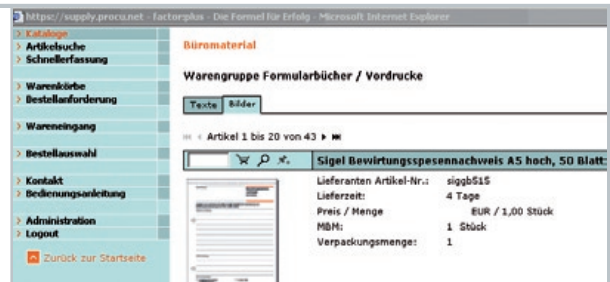 https://supply.procu.net - factor:plus - Die Formel für Erfolg - Microsoft Internet Explorer
> Kataloge
> Artikelsuche
> Schnellerfassung
> Warenkörbe
> Bestellanforderung
> Wareneingang
> Bestellauswahl
> Kontakt
> Bedienungsanleitung
> Administration
> Logout
Zurück zur Startseite
Büromaterial
Warengruppe Formularbücher / Vordrucke
Texte Bilder
Artikel 1 bis 20 von 43
Sigel Bewirtungsspesennachweis A5 hoch, 50 Blatt:
Lieferanten Artikel-Nr.: siggb515
Lieferzeit: 4 Tage
Preis / Menge EUR / 1,00 Stück
MBM: 1 Stück
Verpackungsmenge: 1